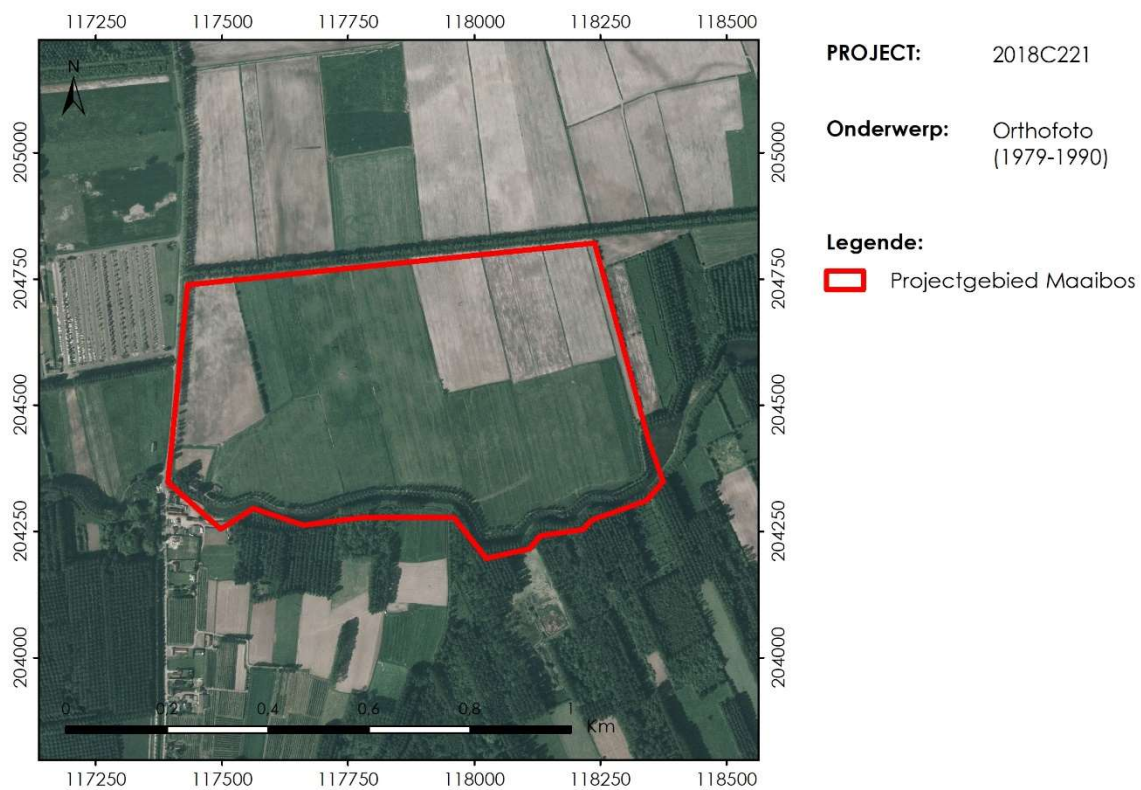 117250 117500 117750 118000 118250 118500
PROJECT: 2018C221
N
Onderwerp: Orthofoto
(1979-1990)
205000 205000
Legende:
204750 204750
Projectgebied Maaibos
204500 204500
204250 204250
204000 204000
0 0,2 0,4 0,6 0,8 1
Km
117250 117500 117750 118000 118250 118500